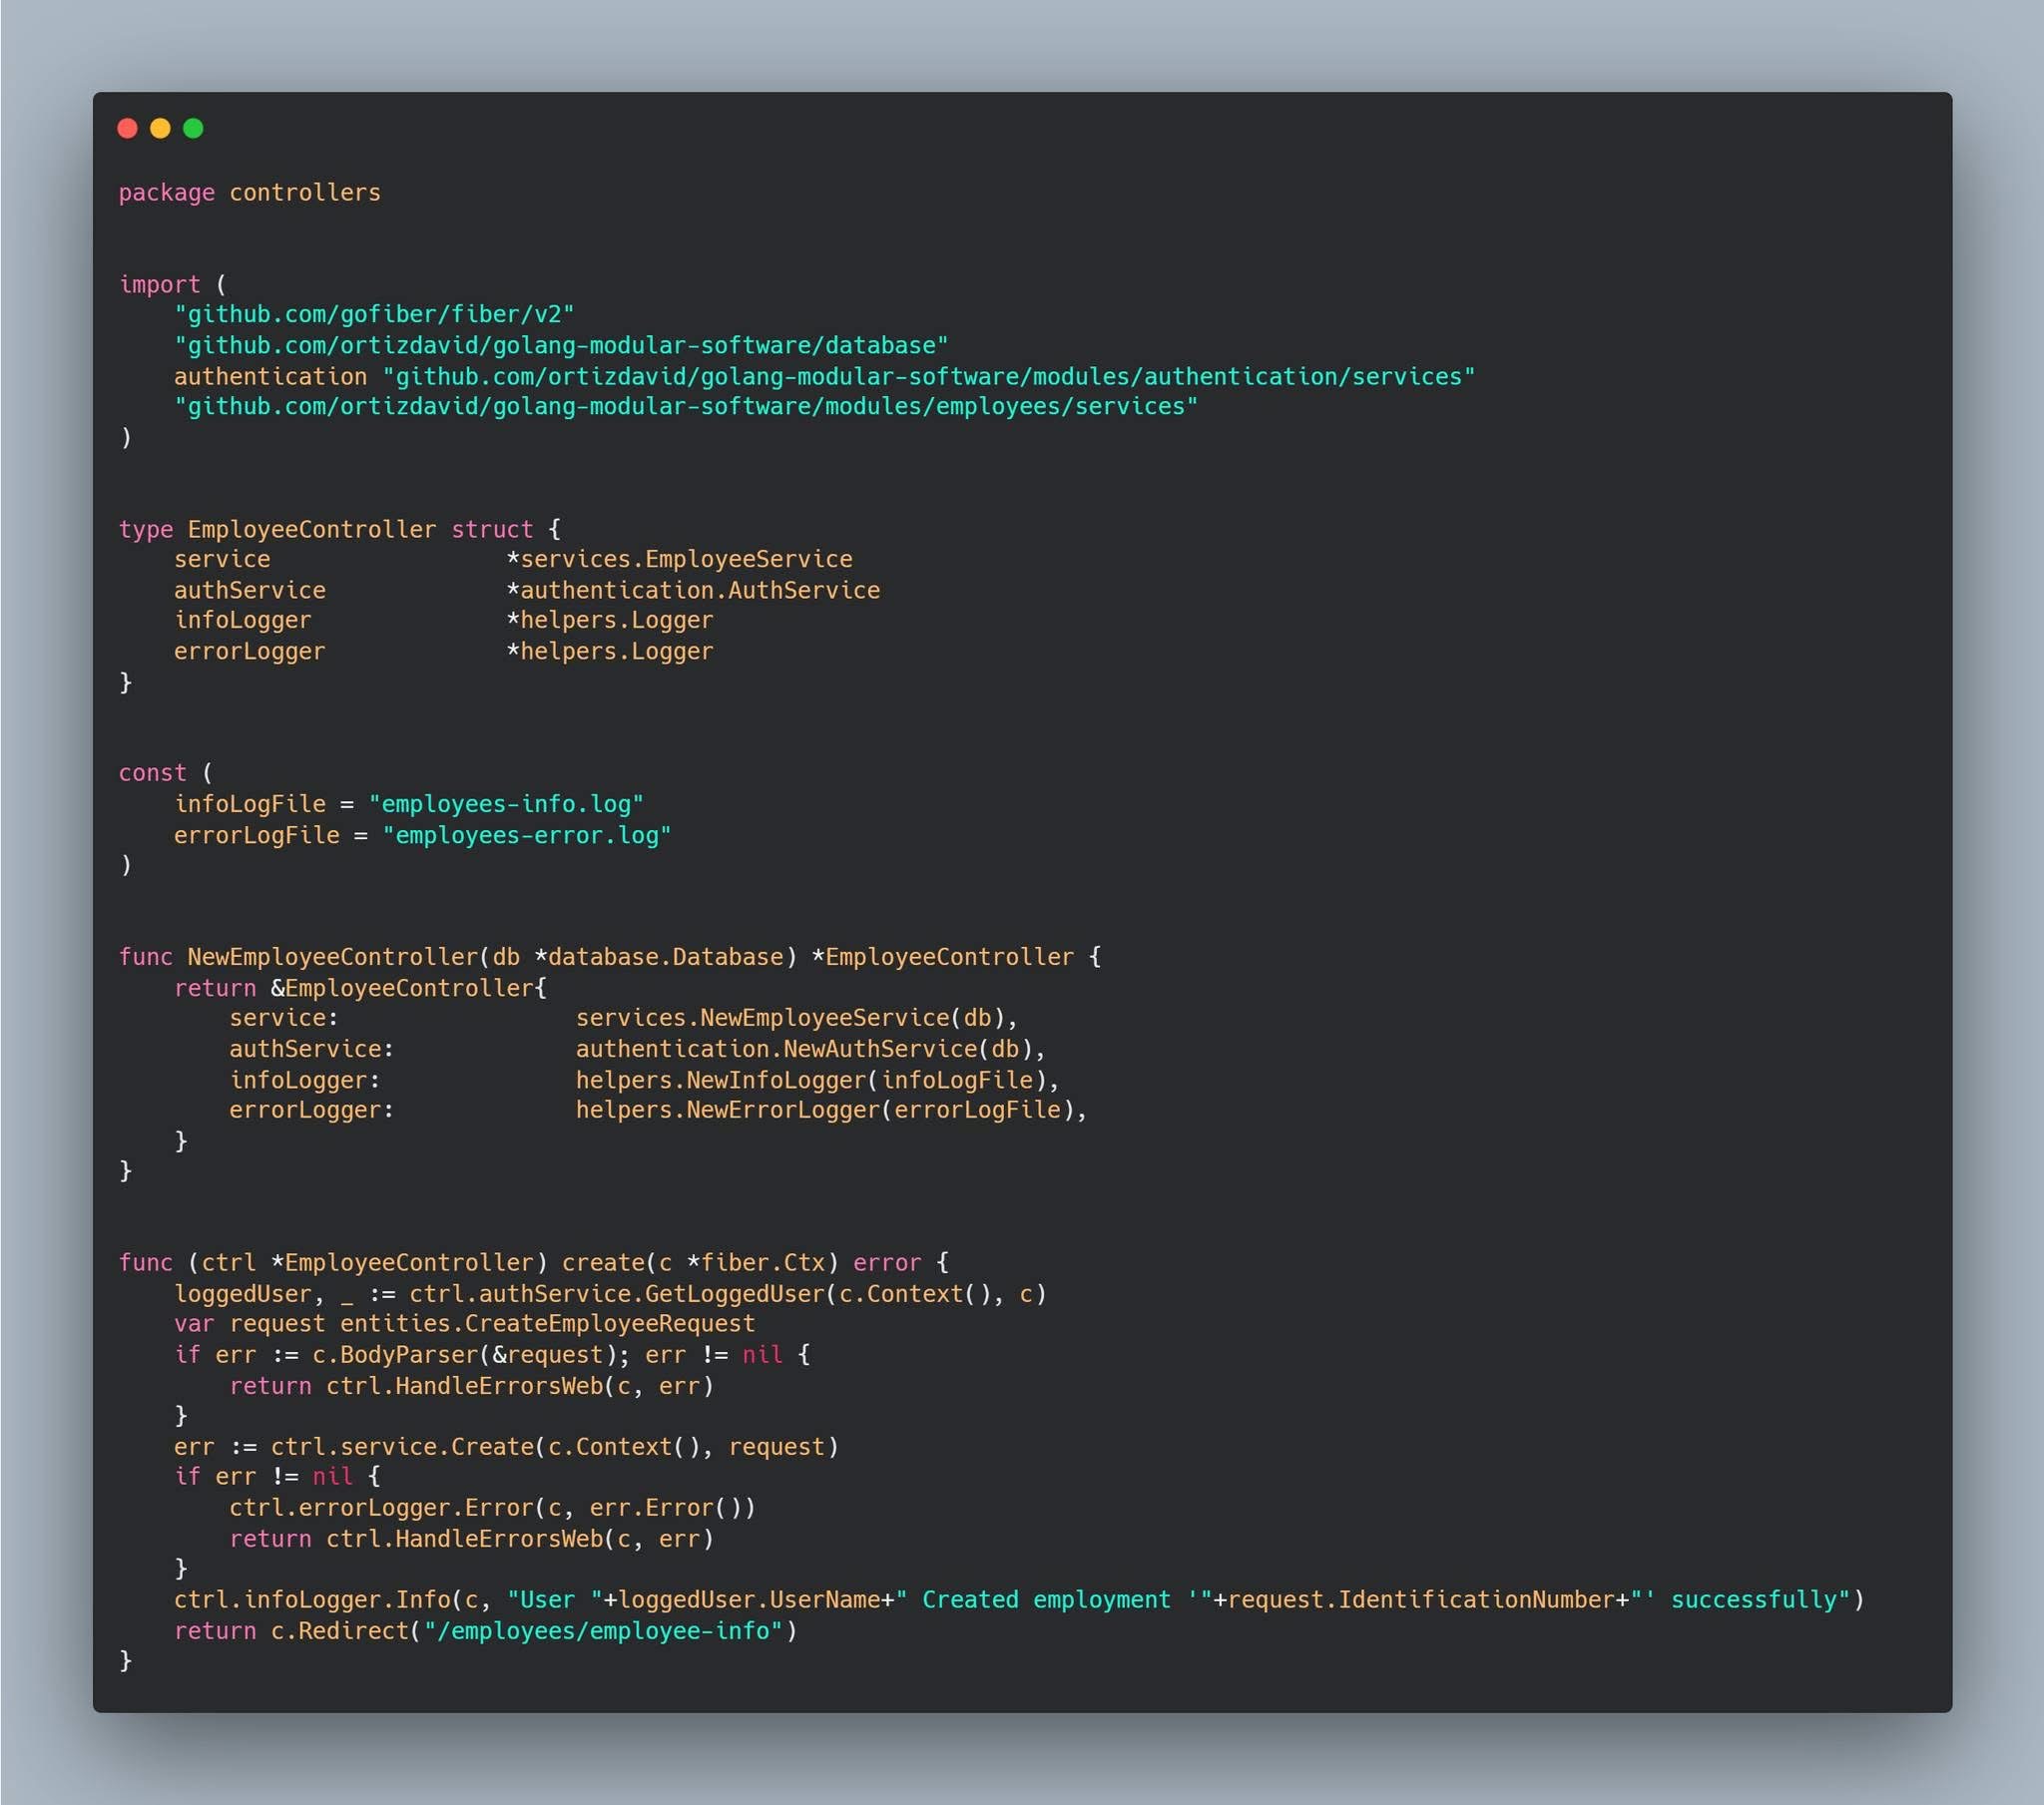 package controllers
import (
    "github.com/gofiber/fiber/v2"
    "github.com/ortizdavid/golang-modular-software/database"
    authentication "github.com/ortizdavid/golang-modular-software/modules/authentication/services"
    "github.com/ortizdavid/golang-modular-software/modules/employees/services"
)
type EmployeeController struct {
    service                 *services.EmployeeService
    authService             *authentication.AuthService
    infoLogger              *helpers.Logger
    errorLogger             *helpers.Logger
}
const (
    infoLogFile = "employees-info.log"
    errorLogFile = "employees-error.log"
)
func NewEmployeeController(db *database.Database) *EmployeeController {
    return &EmployeeController{
        service:                 services.NewEmployeeService(db),
        authService:             authentication.NewAuthService(db),
        infoLogger:              helpers.NewInfoLogger(infoLogFile),
        errorLogger:             helpers.NewErrorLogger(errorLogFile),
    }
}
func (ctrl *EmployeeController) create(c *fiber.Ctx) error {
    loggedUser, _ := ctrl.authService.GetLoggedUser(c.Context(), c)
    var request entities.CreateEmployeeRequest
    if err := c.BodyParser(&request); err != nil {
        return ctrl.HandleErrorsWeb(c, err)
    }
    err := ctrl.service.Create(c.Context(), request)
    if err != nil {
        ctrl.errorLogger.Error(c, err.Error())
        return ctrl.HandleErrorsWeb(c, err)
    }
    ctrl.infoLogger.Info(c, "User "+loggedUser.UserName+" Created employment '"+request.IdentificationNumber+"' successfully")
    return c.Redirect("/employees/employee-info")
}